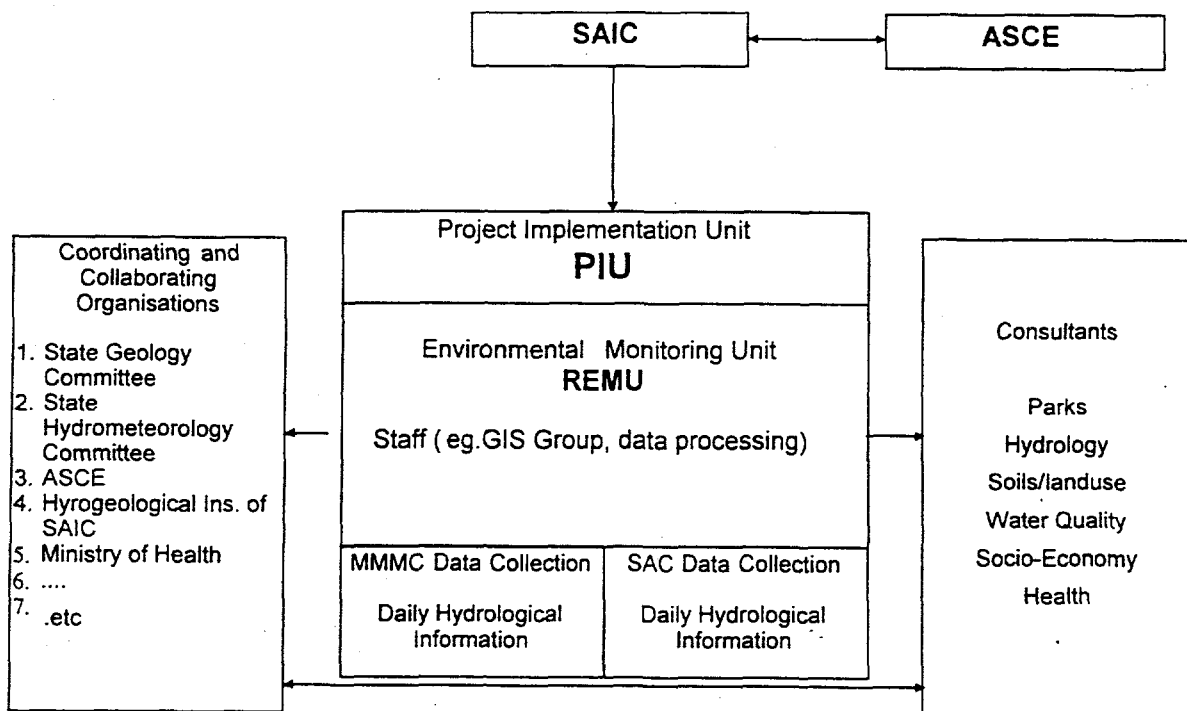 SAIC
ASCE
Project Implementation Unit
PIU
Coordinating and
Collaborating
Organisations
1. State Geology
Committee
2. State
Hydrometeorology
Committee
3. ASCE
4. Hyrogeological Ins. of
SAIC
5. Ministry of Health
6. ....
7. .etc
Environmental Monitoring Unit
REMU
Staff ( eg.GIS Group, data processing)
MMMC Data Collection
Daily Hydrological
Information
SAC Data Collection
Daily Hydrological
Information
Consultants
Parks
Hydrology
Soils/landuse
Water Quality
Socio-Economy
Health